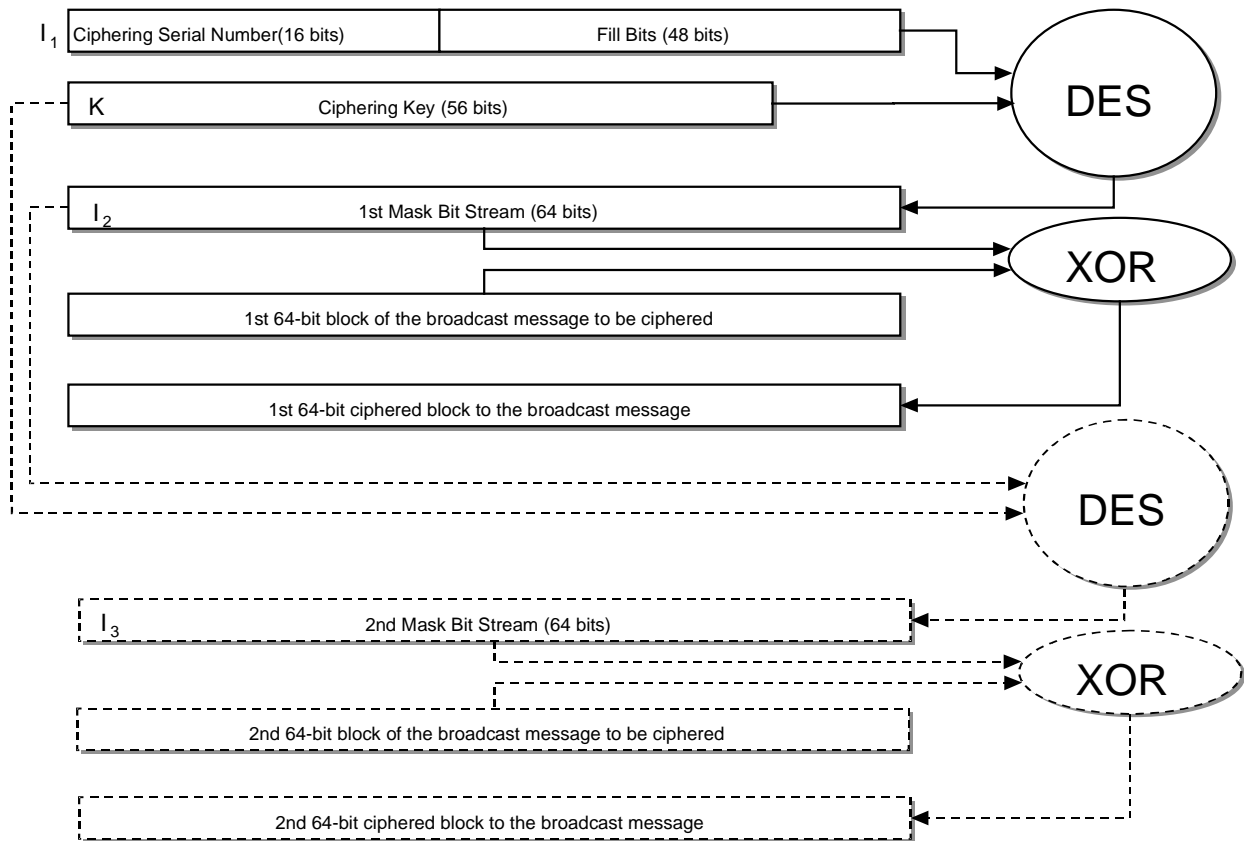 I1 Ciphering Serial Number(16 bits) Fill Bits (48 bits)
DES
K Ciphering Key (56 bits)
I2 1st Mask Bit Stream (64 bits)
XOR
1st 64-bit block of the broadcast message to be ciphered
1st 64-bit ciphered block to the broadcast message
DES
I3 2nd Mask Bit Stream (64 bits)
XOR
2nd 64-bit block of the broadcast message to be ciphered
2nd 64-bit ciphered block to the broadcast message